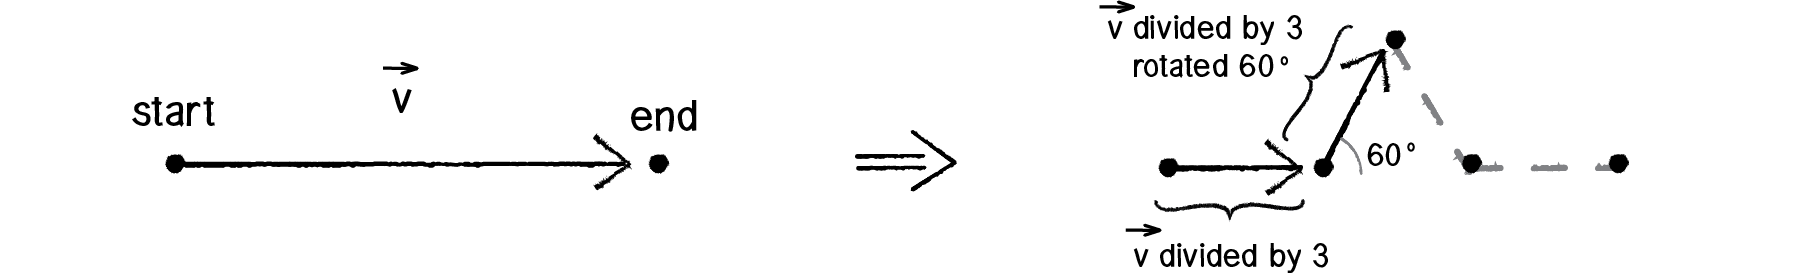 start
v
end
v divided by 3
rotated 60°
60°
v divided by 3